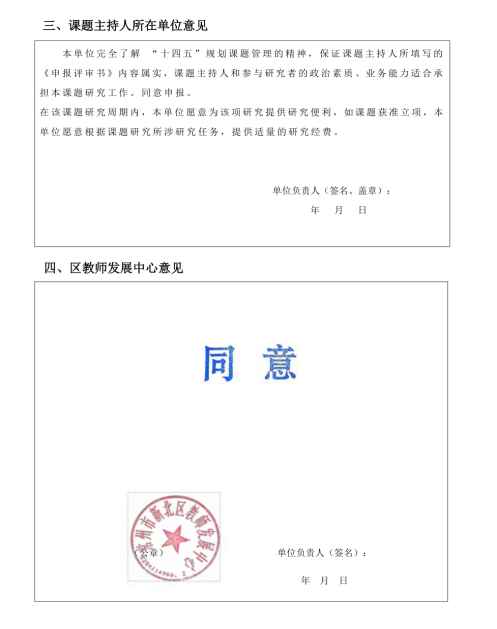 三、课题主持人所在单位意见
本单位完全了解 “十四五”规划课题管理的精神，保证课题主持人所填写的
《申报评审书》内容属实，课题主持人和参与研究者的政治素质、业务能力适合承
担本课题研究工作。同意申报。
在该课题研究周期内，本单位愿意为该项研究提供研究便利，如课题获准立项，本
单位愿意根据课题研究所涉研究任务，提供适量的研究经费。
单位负责人（签名、盖章）：
年 月 日
四、区教师发展中心意见
同 意
常州市新北区教师发展中心
（公章）
单位负责人（签名）：
年 月 日